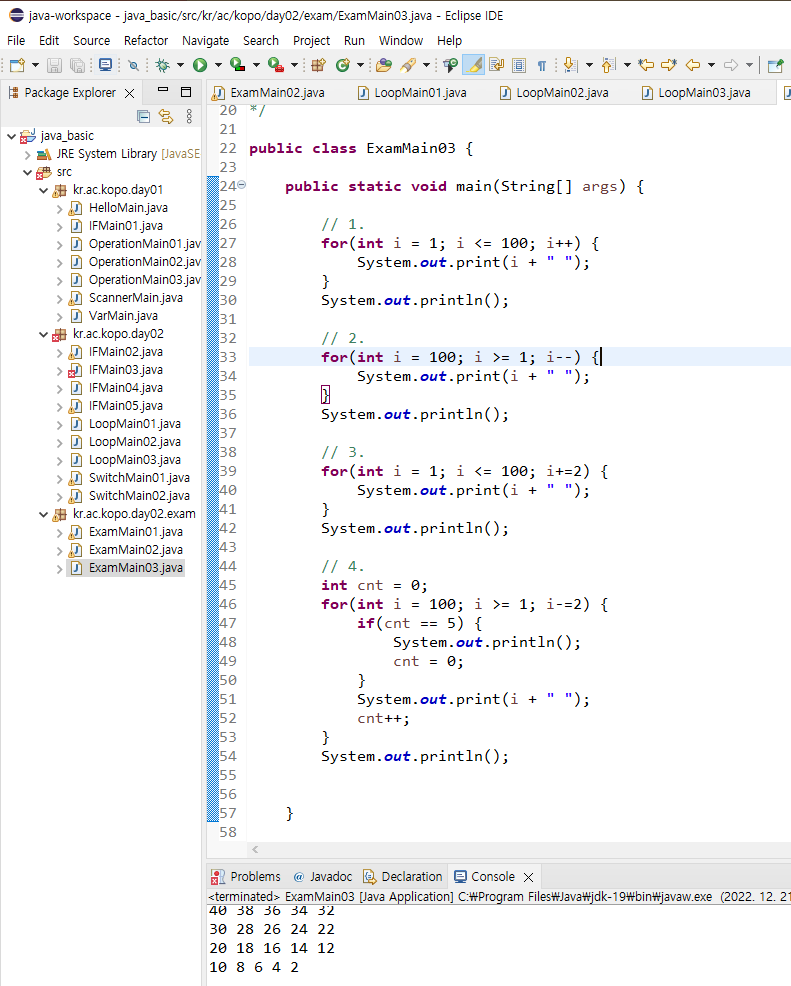 java-workspace - java_basic/src/kr/ac/kopo/day02/exam/ExamMain03.java - Eclipse IDE
File Edit Source Refactor Navigate Search Project Run Window Help
Package Explorer
java_basic
JRE System Library [JavaSE
src
kr.ac.kopo.day01
HelloMain.java
IFMain01.java
OperationMain01.jav
OperationMain02.jav
OperationMain03.jav
ScannerMain.java
VarMain.java
kr.ac.kopo.day02
IFMain02.java
IFMain03.java
IFMain04.java
IFMain05.java
LoopMain01.java
LoopMain02.java
LoopMain03.java
SwitchMain01.java
SwitchMain02.java
kr.ac.kopo.day02.exam
ExamMain01.java
ExamMain02.java
ExamMain03.java
ExamMain02.java LoopMain01.java LoopMain02.java LoopMain03.java
20 */
21
22 public class ExamMain03 {
23
24 public static void main(String[] args) {
25
26 // 1.
27 for(int i = 1; i <= 100; i++) {
28 System.out.print(i + " ");
29 }
30 System.out.println();
31
32 // 2.
33 for(int i = 100; i >= 1; i--) {
34 System.out.print(i + " ");
35 }
36 System.out.println();
37
38 // 3.
39 for(int i = 1; i <= 100; i+=2) {
40 System.out.print(i + " ");
41 }
42 System.out.println();
43
44 // 4.
45 int cnt = 0;
46 for(int i = 100; i >= 1; i-=2) {
47 if(cnt == 5) {
48 System.out.println();
49 cnt = 0;
50 }
51 System.out.print(i + " ");
52 cnt++;
53 }
54 System.out.println();
55
56
57 }
58
Problems @ Javadoc Declaration Console
<terminated> ExamMain03 [Java Application] C:₩Program Files₩Java₩jdk-19₩bin₩javaw.exe (2022. 12. 21
40 38 36 34 32
30 28 26 24 22
20 18 16 14 12
10 8 6 4 2